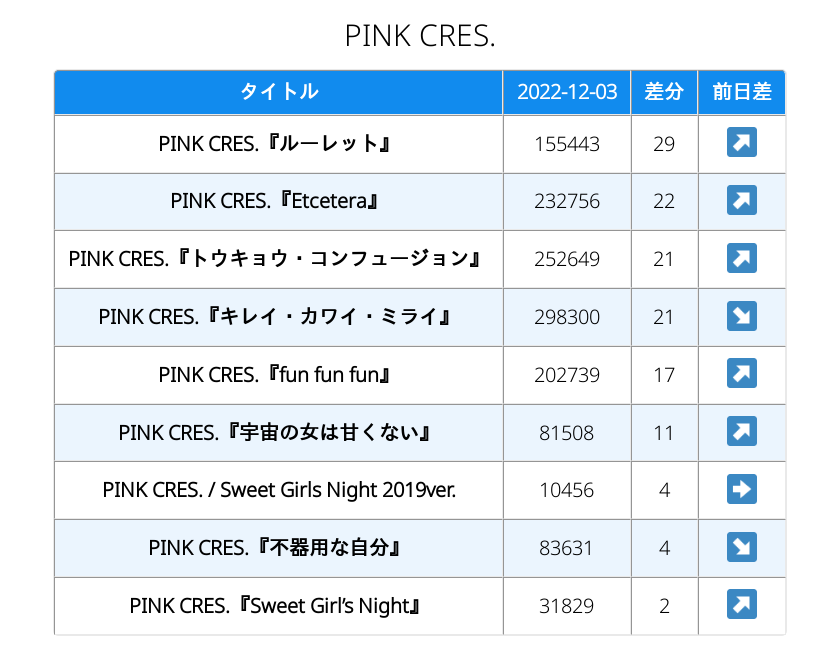 PINK CRES.
タイトル 2022-12-03 差分 前日差
PINK CRES.『ルーレット』 155443 29 ↗
PINK CRES.『Etcetera』 232756 22 ↗
PINK CRES.『トウキョウ・コンフュージョン』 252649 21 ↗
PINK CRES.『キレイ・カワイ・ミライ』 298300 21 ↘
PINK CRES.『fun fun fun』 202739 17 ↗
PINK CRES.『宇宙の女は甘くない』 81508 11 ↗
PINK CRES. / Sweet Girls Night 2019ver. 10456 4 ➡
PINK CRES.『不器用な自分』 83631 4 ↘
PINK CRES.『Sweet Girl’s Night』 31829 2 ↗